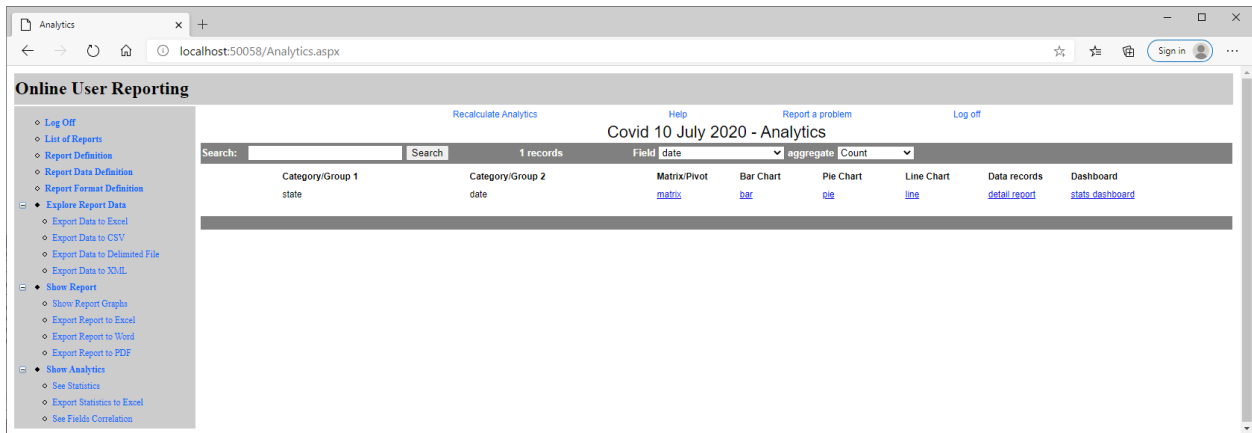 Analytics
localhost:50058/Analytics.aspx
Sign in
Online User Reporting
Log Off
List of Reports
Report Definition
Report Data Definition
Report Format Definition
Explore Report Data
Export Data to Excel
Export Data to CSV
Export Data to Delimited File
Export Data to XML
Show Report
Show Report Graphs
Export Report to Excel
Export Report to Word
Export Report to PDF
Show Analytics
See Statistics
Export Statistics to Excel
See Fields Correlation
Recalculate Analytics Help Report a problem Log off
Covid 10 July 2020 - Analytics
Search: Search 1 records Field date aggregate Count
Category/Group 1 Category/Group 2 Matrix/Pivot Bar Chart Pie Chart Line Chart Data records Dashboard
state date matrix bar pie line detail report stats dashboard